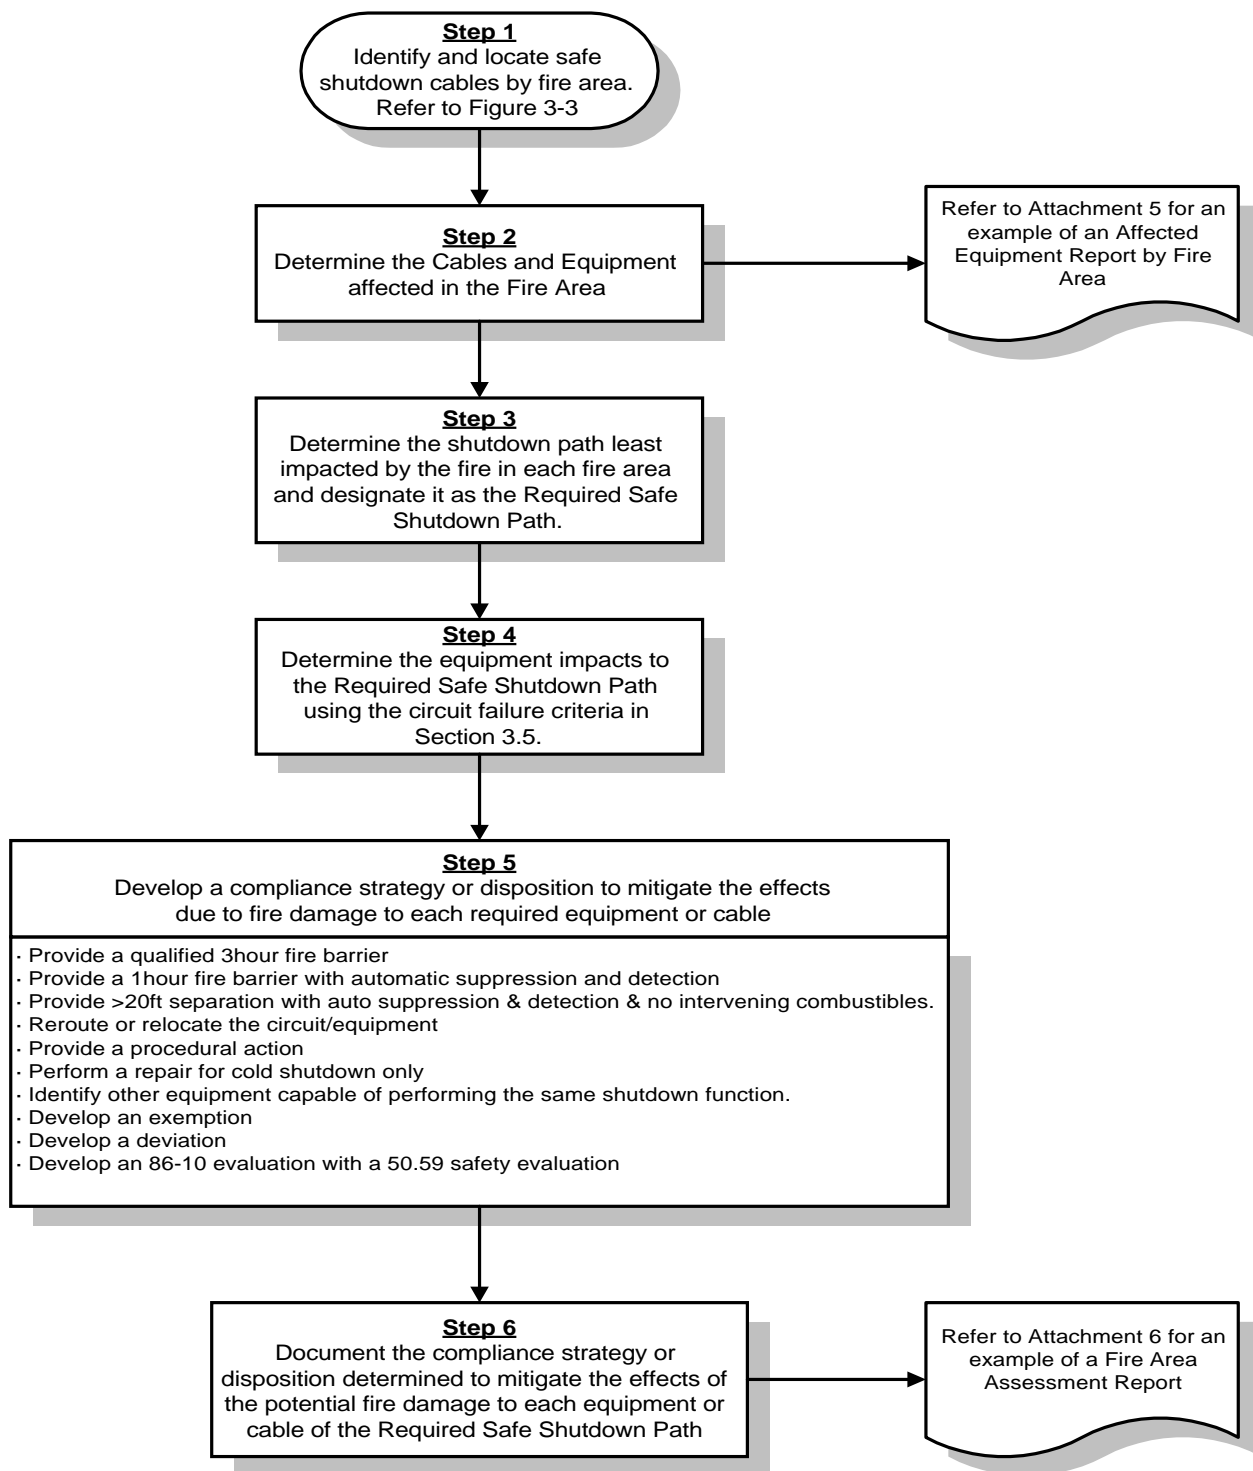 Step 1
Identify and locate safe
shutdown cables by fire area.
Refer to Figure 3-3
Step 2
Determine the Cables and Equipment
affected in the Fire Area
Refer to Attachment 5 for an
example of an Affected
Equipment Report by Fire
Area
Step 3
Determine the shutdown path least
impacted by the fire in each fire area
and designate it as the Required Safe
Shutdown Path.
Step 4
Determine the equipment impacts to
the Required Safe Shutdown Path
using the circuit failure criteria in
Section 3.5.
Step 5
Develop a compliance strategy or disposition to mitigate the effects
due to fire damage to each required equipment or cable
· Provide a qualified 3hour fire barrier
· Provide a 1hour fire barrier with automatic suppression and detection
· Provide >20ft separation with auto suppression & detection & no intervening combustibles.
· Reroute or relocate the circuit/equipment
· Provide a procedural action
· Perform a repair for cold shutdown only
· Identify other equipment capable of performing the same shutdown function.
· Develop an exemption
· Develop a deviation
· Develop an 86-10 evaluation with a 50.59 safety evaluation
Step 6
Document the compliance strategy or
disposition determined to mitigate the effects of
the potential fire damage to each equipment or
cable of the Required Safe Shutdown Path
Refer to Attachment 6 for an
example of a Fire Area
Assessment Report